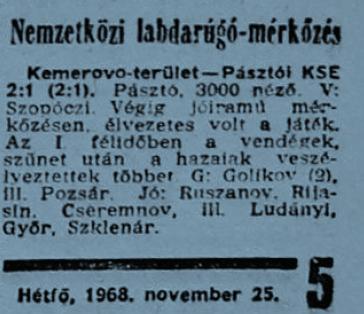 Nemzetközi labdarúgó-mérkőzés
Kemerovo-terület—Pásztói KSE
2:1 (2:1). Pásztó, 3000 néző. V:
Szopóczi. Végig jóiramú mér-
kőzésen, élvezetes volt a játék.
Az I. félidőben a vendégek,
szünet után a hazaiak veszé-
lyeztettek többet. G: Golikov (2),
ill. Pozsár. Jó: Ruszanov, Rija-
sin, Cseremnov, ill. Ludányi,
Győr, Szklenár.
Hétfő, 1968. november 25.
5